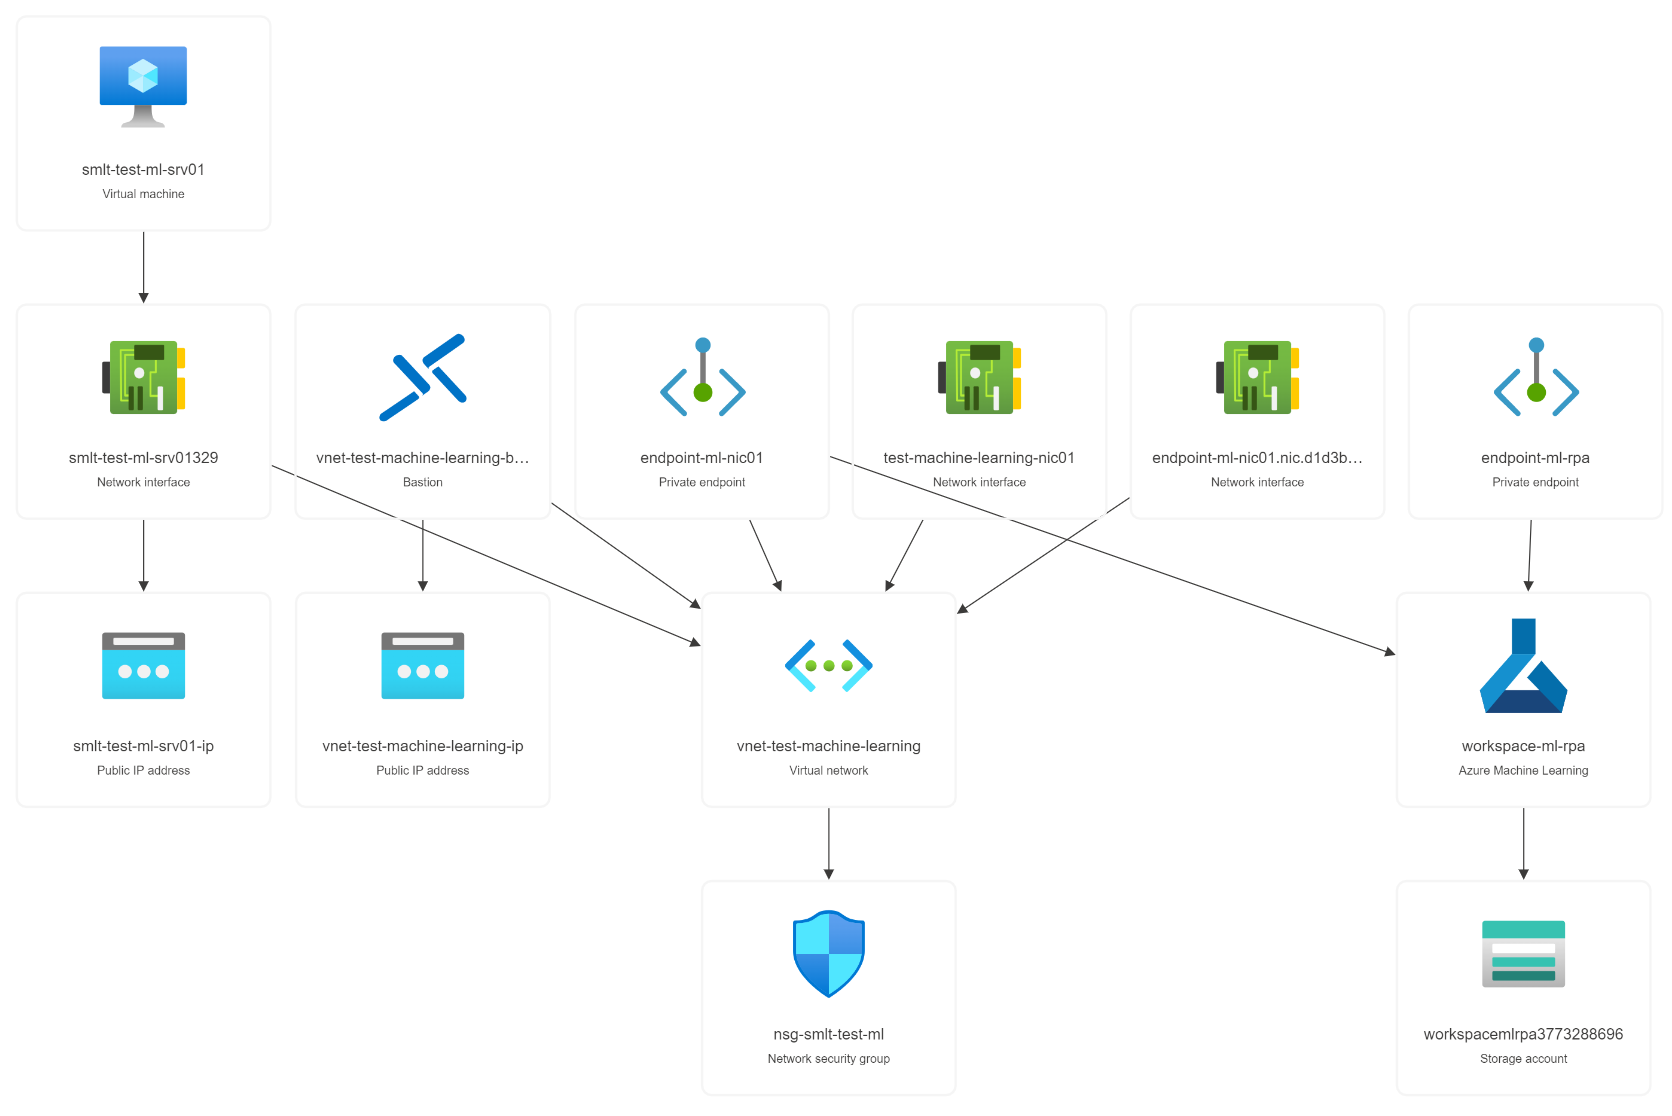 smlt-test-ml-srv01
Virtual machine
smlt-test-ml-srv01329
Network interface
vnet-test-machine-learning-b...
Bastion
endpoint-ml-nic01
Private endpoint
test-machine-learning-nic01
Network interface
endpoint-ml-nic01.nic.d1d3b...
Network interface
endpoint-ml-rpa
Private endpoint
smlt-test-ml-srv01-ip
Public IP address
vnet-test-machine-learning-ip
Public IP address
vnet-test-machine-learning
Virtual network
workspace-ml-rpa
Azure Machine Learning
nsg-smlt-test-ml
Network security group
workspacemlrpa3773288696
Storage account